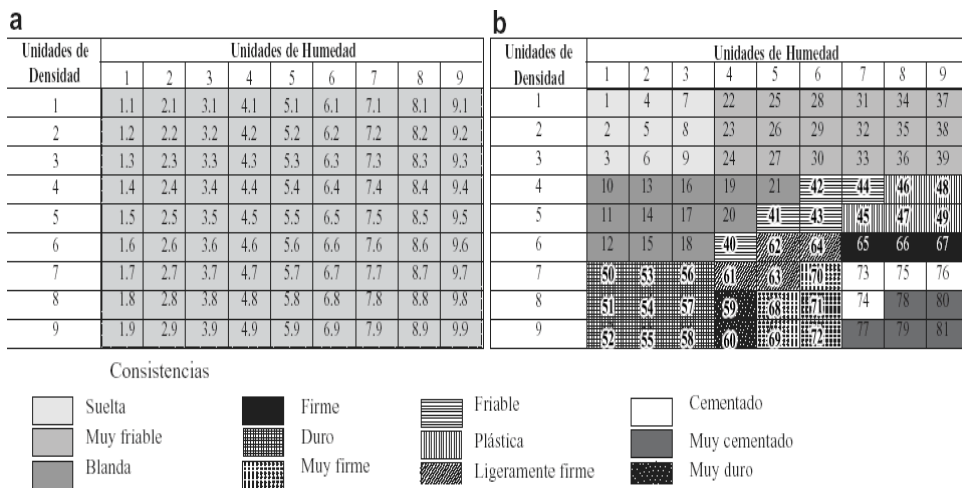 a
Unidades de Densidad Unidades de Humedad
1 2 3 4 5 6 7 8 9
1 1.1 2.1 3.1 4.1 5.1 6.1 7.1 8.1 9.1
2 1.2 2.2 3.2 4.2 5.2 6.2 7.2 8.2 9.2
3 1.3 2.3 3.3 4.3 5.3 6.3 7.3 8.3 9.3
4 1.4 2.4 3.4 4.4 5.4 6.4 7.4 8.4 9.4
5 1.5 2.5 3.5 4.5 5.5 6.5 7.5 8.5 9.5
6 1.6 2.6 3.6 4.6 5.6 6.6 7.6 8.6 9.6
7 1.7 2.7 3.7 4.7 5.7 6.7 7.7 8.7 9.7
8 1.8 2.8 3.8 4.8 5.8 6.8 7.8 8.8 9.8
9 1.9 2.9 3.9 4.9 5.9 6.9 7.9 8.9 9.9
b
Unidades de Densidad Unidades de Humedad
1 2 3 4 5 6 7 8 9
1 1 4 7 22 25 28 31 34 37
2 2 5 8 23 26 29 32 35 38
3 3 6 9 24 27 30 33 36 39
4 10 13 16 19 21 42 44 46 48
5 11 14 17 20 41 43 45 47 49
6 12 15 18 40 62 64 65 66 67
7 50 53 56 61 63 70 73 75 76
8 51 54 57 59 68 71 74 78 80
9 52 55 58 60 69 72 77 79 81
Consistencias
Suelta Firme Friable Cementado
Muy friable Duro Plástica Muy cementado
Blanda Muy firme Ligeramente firme Muy duro